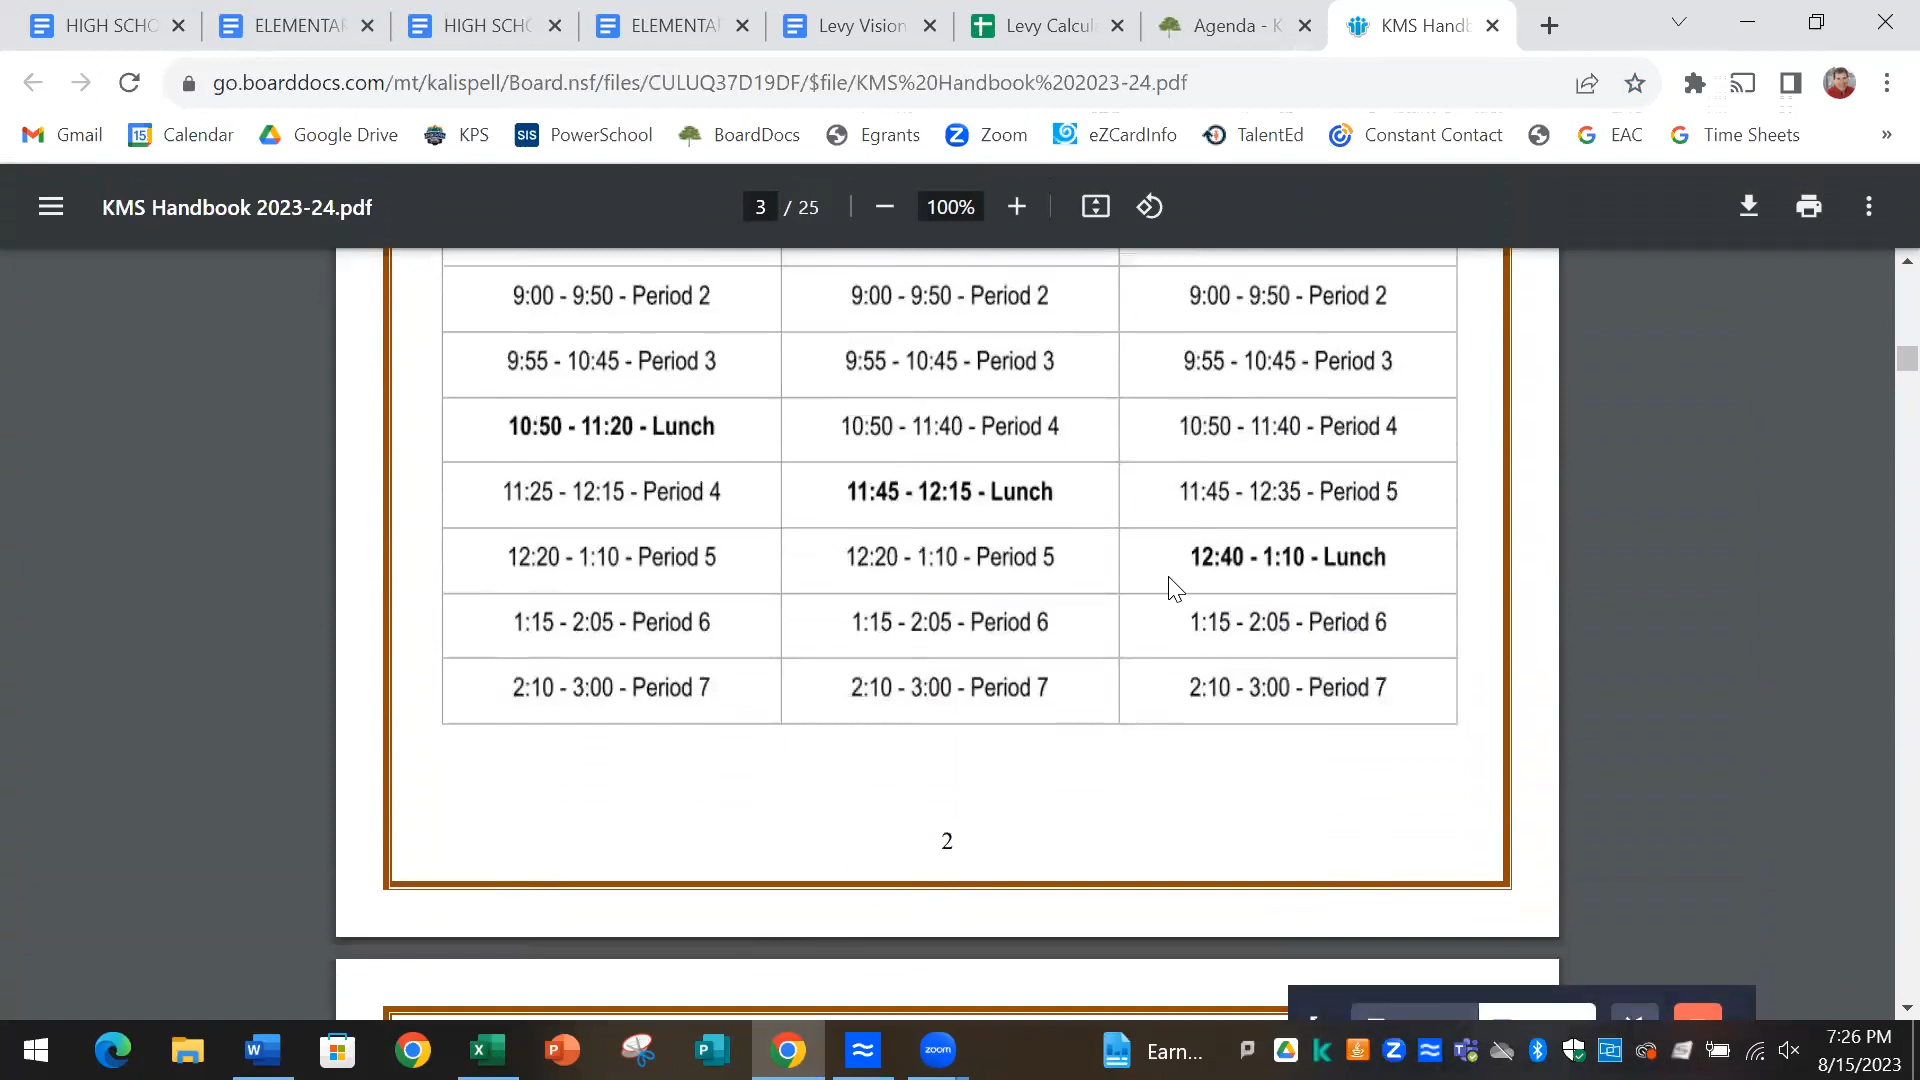 HIGH SCHO
ELEMENTAR
HIGH SCHO
ELEMENTA
Levy Vision
Levy Calcul
Agenda - K
KMS Handb
go.boarddocs.com/mt/kalispell/Board.nsf/files/CULUQ37D19DF/$file/KMS%20Handbook%202023-24.pdf
Gmail
15 Calendar
Google Drive
KPS
SIS PowerSchool
BoardDocs
Egrants
Zoom
eZCardInfo
TalentEd
Constant Contact
EAC
Time Sheets
»
KMS Handbook 2023-24.pdf
3 / 25
100%
9:00 - 9:50 - Period 2 9:00 - 9:50 - Period 2 9:00 - 9:50 - Period 2
9:55 - 10:45 - Period 3 9:55 - 10:45 - Period 3 9:55 - 10:45 - Period 3
10:50 - 11:20 - Lunch 10:50 - 11:40 - Period 4 10:50 - 11:40 - Period 4
11:25 - 12:15 - Period 4 11:45 - 12:15 - Lunch 11:45 - 12:35 - Period 5
12:20 - 1:10 - Period 5 12:20 - 1:10 - Period 5 12:40 - 1:10 - Lunch
1:15 - 2:05 - Period 6 1:15 - 2:05 - Period 6 1:15 - 2:05 - Period 6
2:10 - 3:00 - Period 7 2:10 - 3:00 - Period 7 2:10 - 3:00 - Period 7
2
zoom
Earn...
7:26 PM
8/15/2023